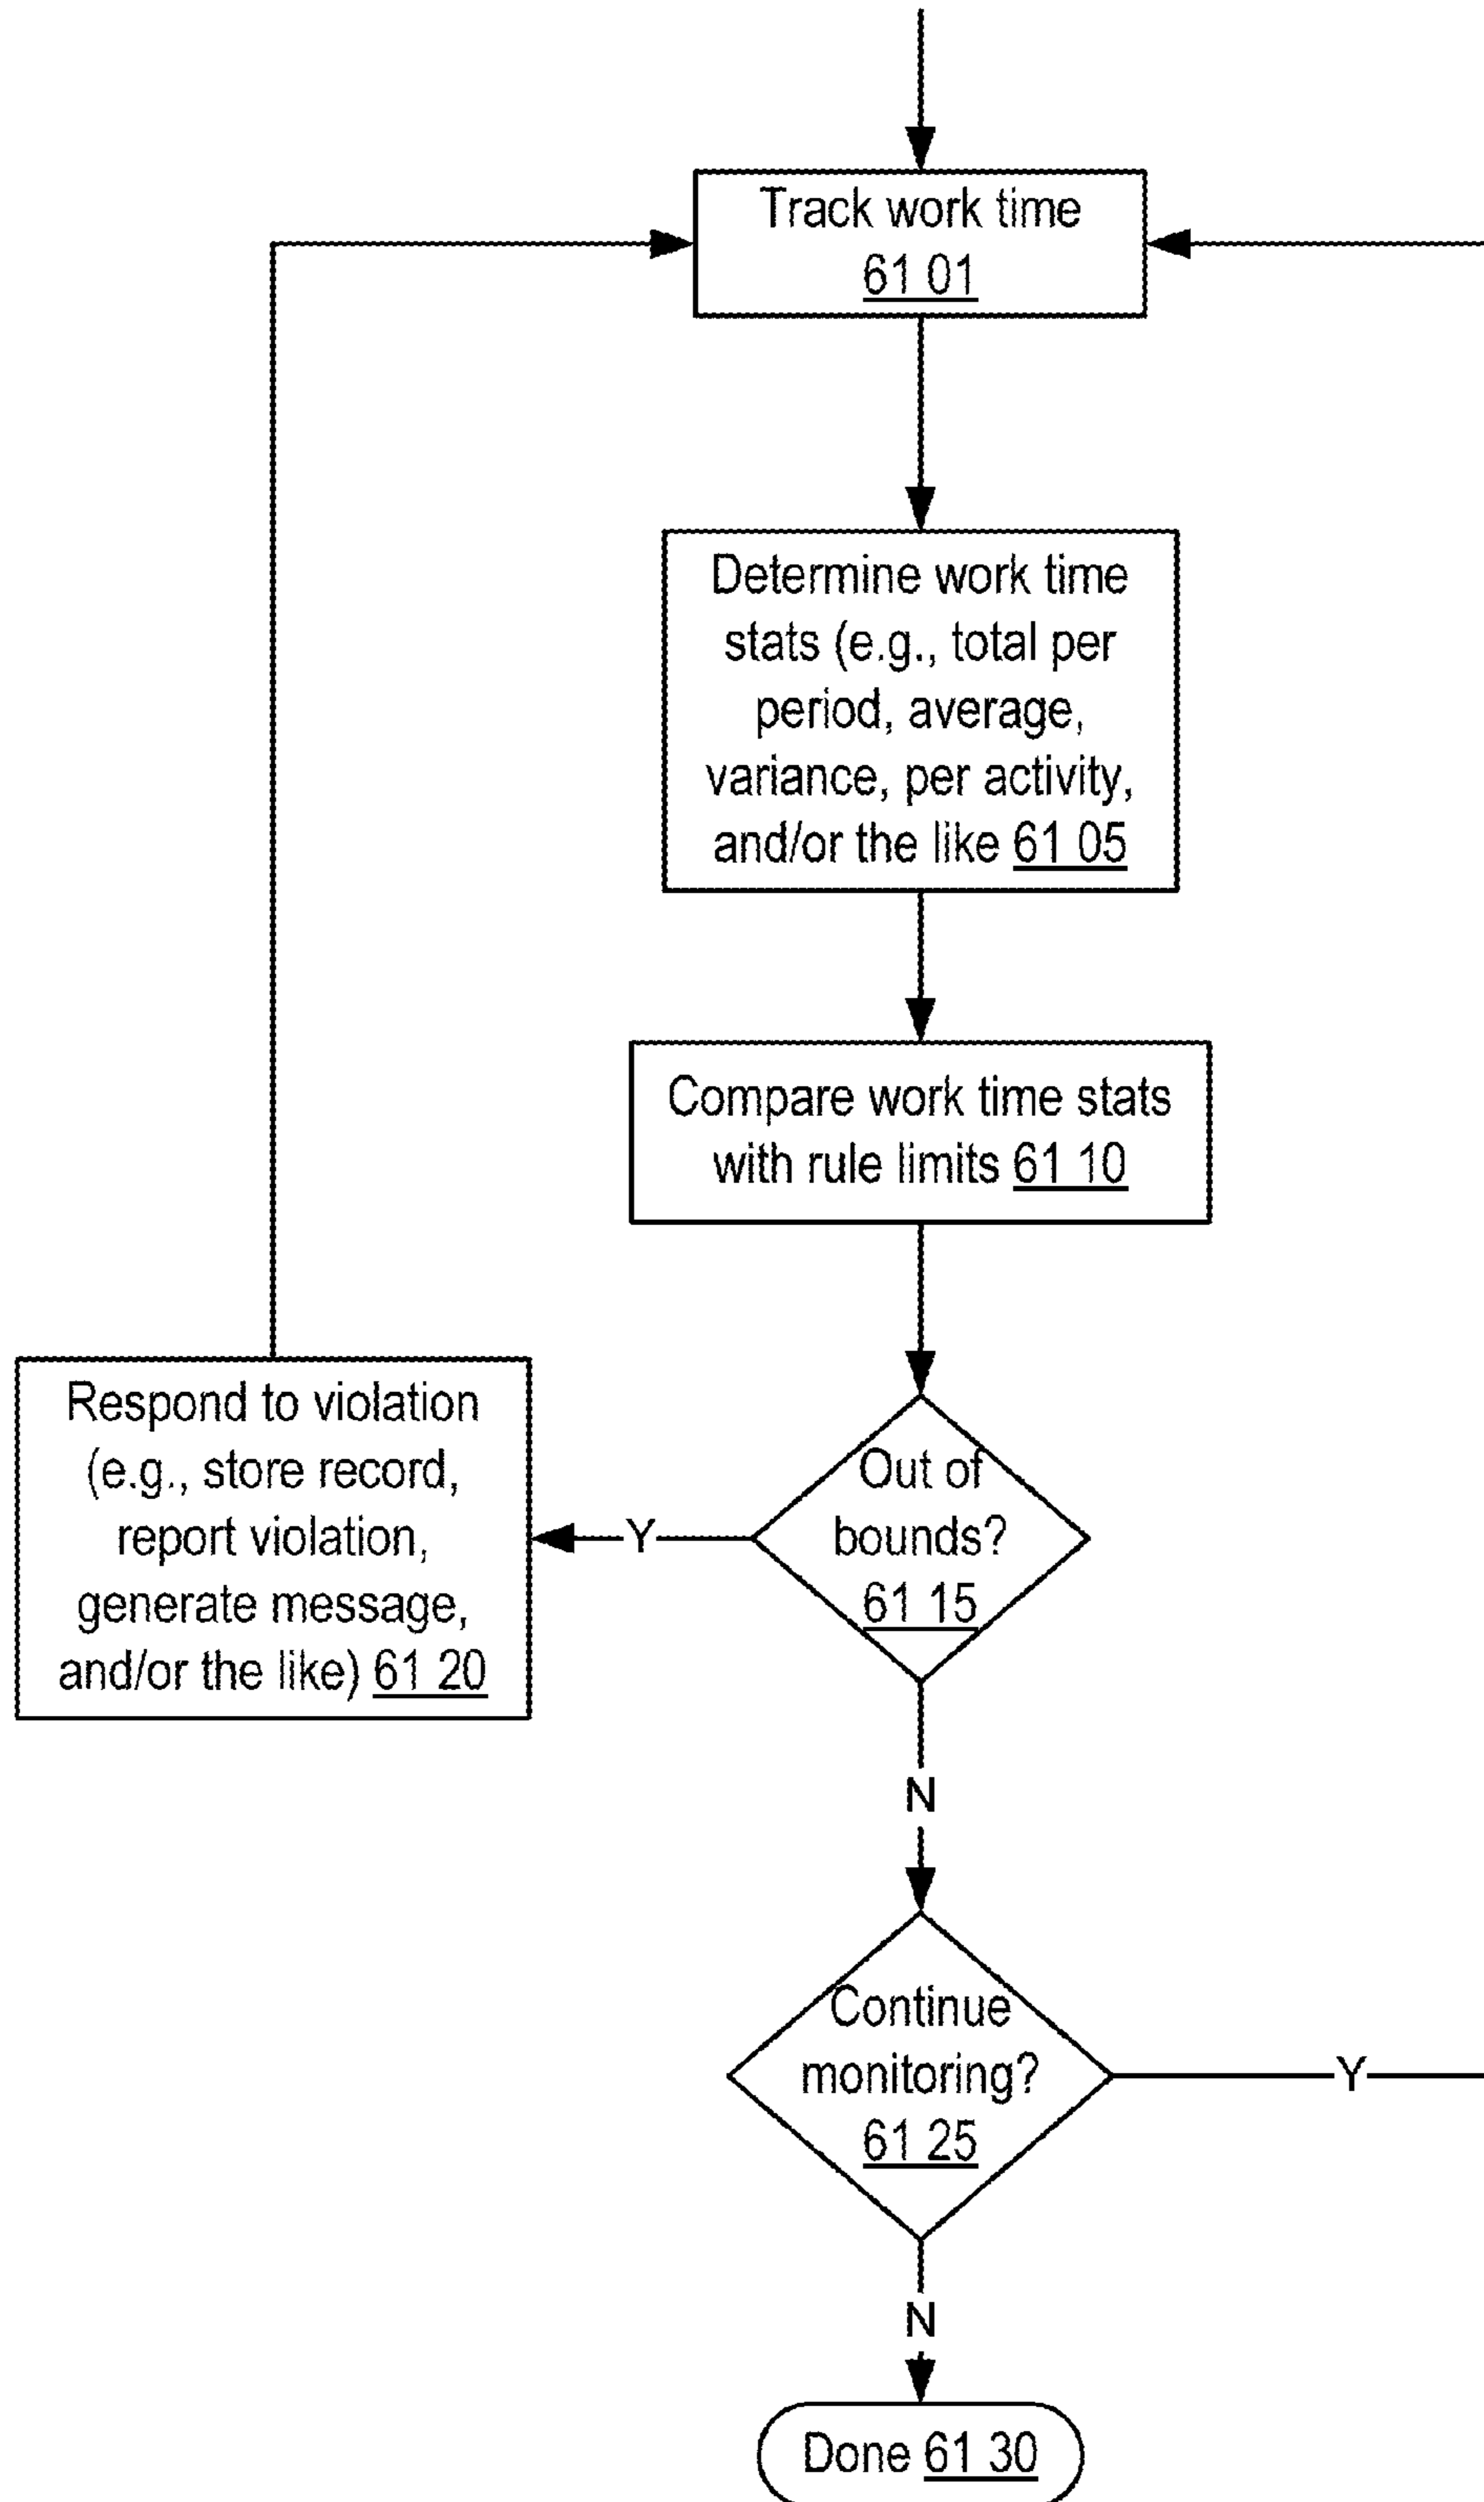 Track work time
61 01
Determine work time
stats (e.g., total per
period, average,
variance, per activity,
and/or the like 61 05
Compare work time stats
with rule limits 61 10
Respond to violation
(e.g., store record,
report violation,
generate message,
and/or the like) 61 20
Out of
bounds?
61 15
Y
N
Continue
monitoring?
61 25
Y
N
Done 61 30